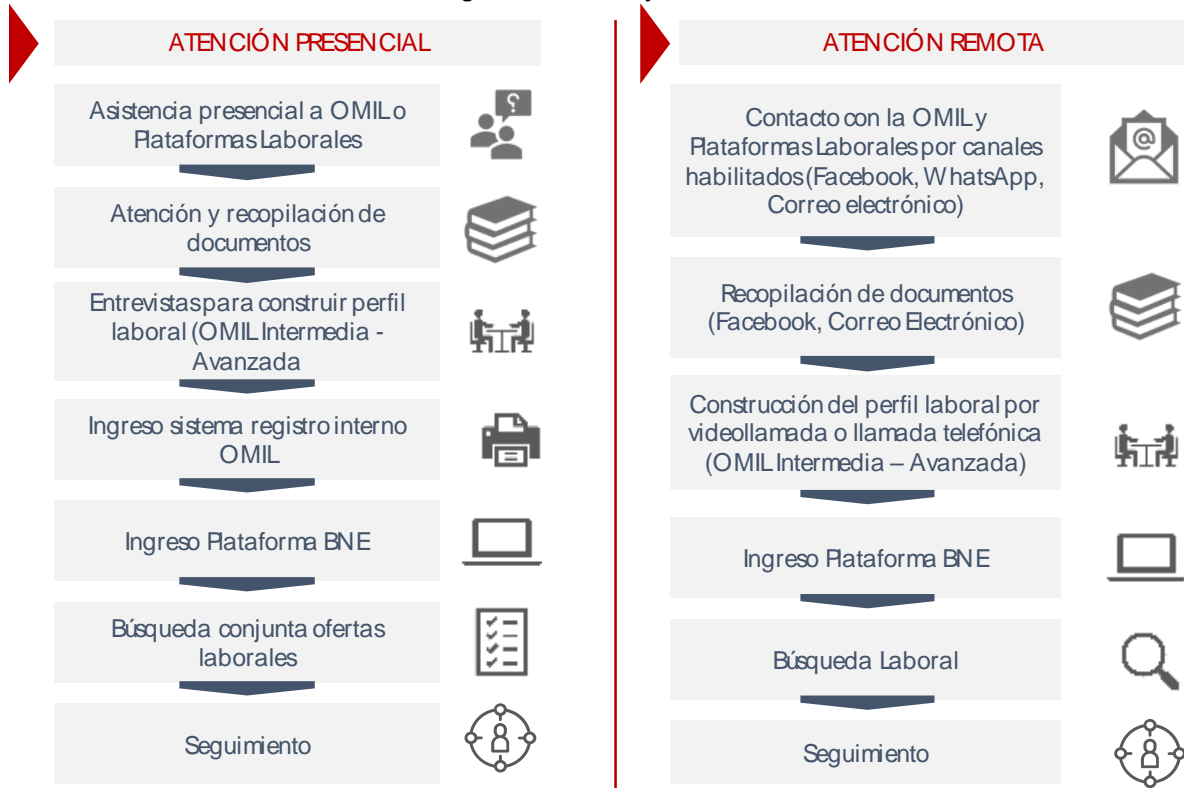 ATENCIÓN PRESENCIAL
Asistencia presencial a OMIL o
Plataformas Laborales
Atención y recopilación de
documentos
Entrevistas para construir perfil
laboral (OMIL Intermedia -
Avanzada
Ingreso sistema registro interno
OMIL
Ingreso Plataforma BNE
Búsqueda conjunta ofertas
laborales
Seguimiento
ATENCIÓN REMOTA
Contacto con la OMIL y
Plataformas Laborales por canales
habilitados (Facebook, WhatsApp,
Correo electrónico)
Recopilación de documentos
(Facebook, Correo Electrónico)
Construcción del perfil laboral por
videollamada o llamada telefónica
(OMIL Intermedia – Avanzada)
Ingreso Plataforma BNE
Búsqueda Laboral
Seguimiento